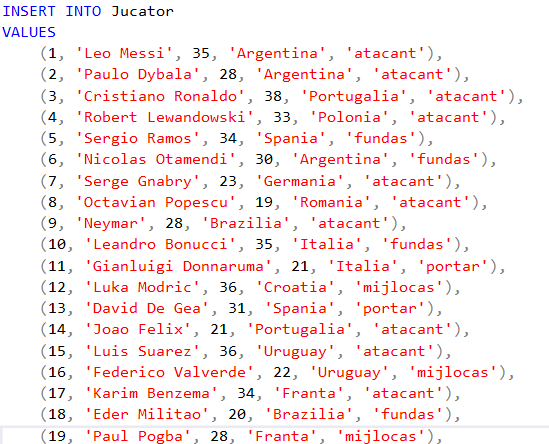 INSERT INTO Jucator
VALUES
(1, 'Leo Messi', 35, 'Argentina', 'atacant'),
(2, 'Paulo Dybala', 28, 'Argentina', 'atacant'),
(3, 'Cristiano Ronaldo', 38, 'Portugalia', 'atacant'),
(4, 'Robert Lewandowski', 33, 'Polonia', 'atacant'),
(5, 'Sergio Ramos', 34, 'Spania', 'fundas'),
(6, 'Nicolas Otamendi', 30, 'Argentina', 'fundas'),
(7, 'Serge Gnabry', 23, 'Germania', 'atacant'),
(8, 'Octavian Popescu', 19, 'Romania', 'atacant'),
(9, 'Neymar', 28, 'Brazilia', 'atacant'),
(10, 'Leandro Bonucci', 35, 'Italia', 'fundas'),
(11, 'Gianluigi Donnaruma', 21, 'Italia', 'portar'),
(12, 'Luka Modric', 36, 'Croatia', 'mijlocas'),
(13, 'David De Gea', 31, 'Spania', 'portar'),
(14, 'Joao Felix', 21, 'Portugalia', 'atacant'),
(15, 'Luis Suarez', 36, 'Uruguay', 'atacant'),
(16, 'Federico Valverde', 22, 'Uruguay', 'mijlocas'),
(17, 'Karim Benzema', 34, 'Franta', 'atacant'),
(18, 'Eder Militao', 20, 'Brazilia', 'fundas'),
(19, 'Paul Pogba', 28, 'Franta', 'mijlocas'),